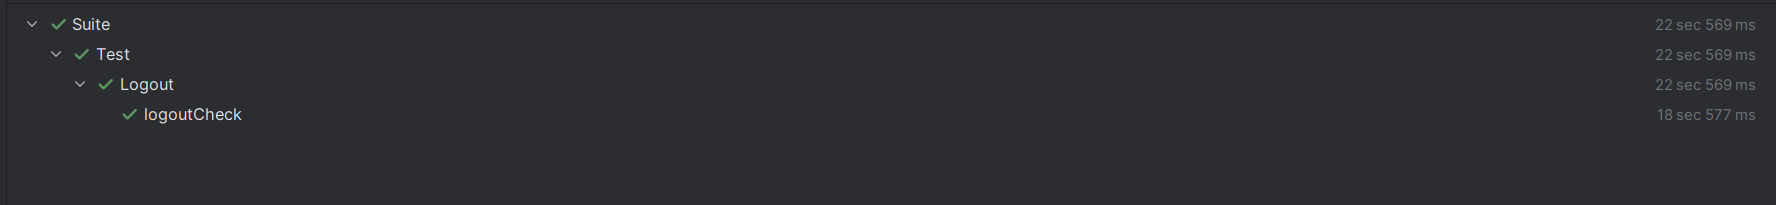 Suite 22 sec 569 ms
Test 22 sec 569 ms
Logout 22 sec 569 ms
logoutCheck 18 sec 577 ms